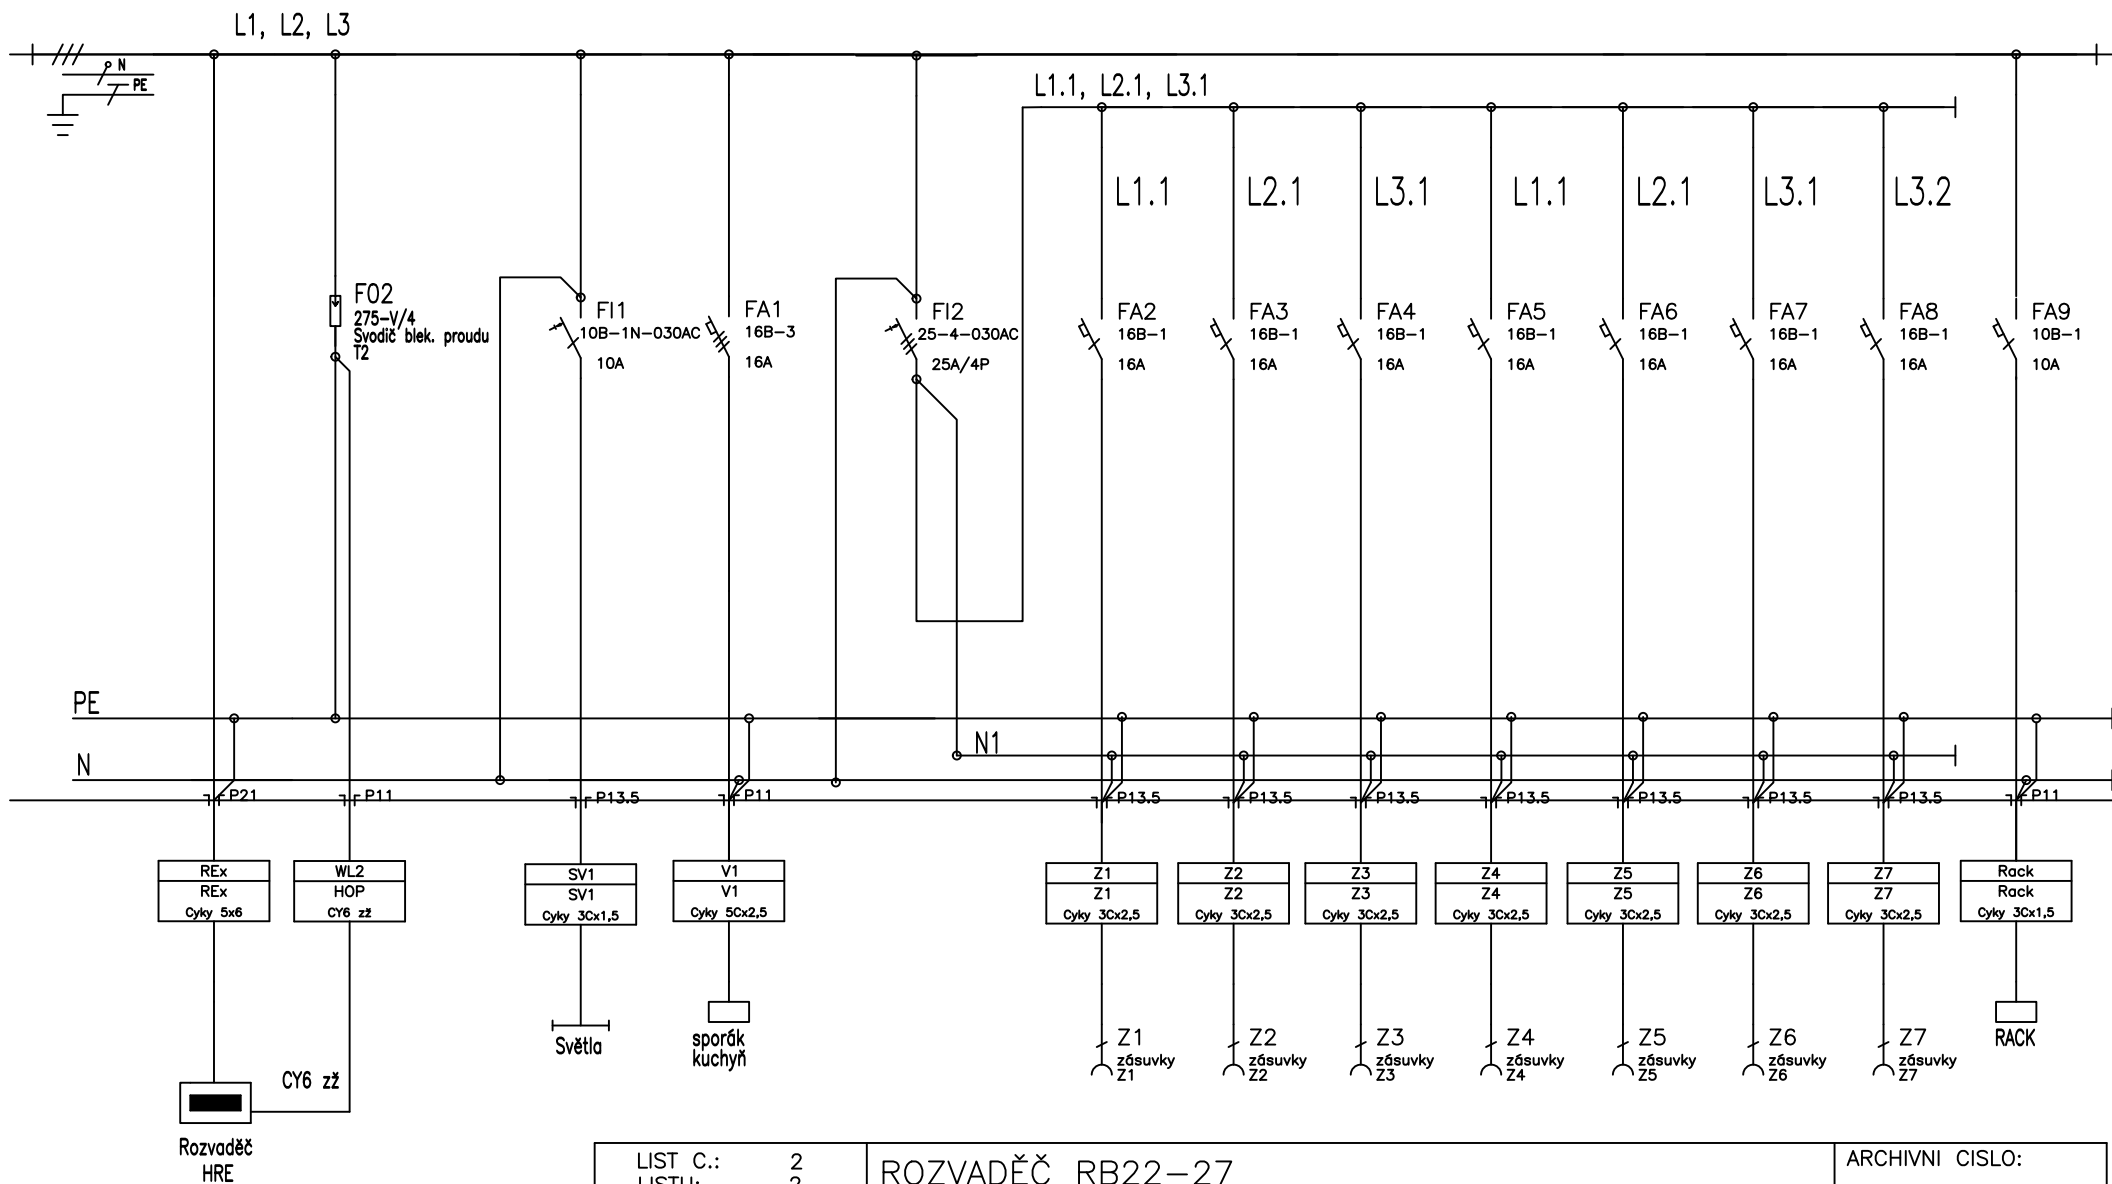 L1, L2, L3
N
PE
L1.1, L2.1, L3.1
L1.1
L2.1
L3.1
L1.1
L2.1
L3.1
L3.2
F02
275-V/4
Svodič blek. proudu
T2
FI1
10B-1N-030AC
10A
FA1
16B-3
16A
FI2
25-4-030AC
25A/4P
FA2
16B-1
16A
FA3
16B-1
16A
FA4
16B-1
16A
FA5
16B-1
16A
FA6
16B-1
16A
FA7
16B-1
16A
FA8
16B-1
16A
FA9
10B-1
10A
PE
N1
N
P21
P11
P13.5
P11
P13.5
P13.5
P13.5
P13.5
P13.5
P13.5
P13.5
P11
REx
REx
Cyky 5x6
WL2
HOP
CY6 zž
SV1
SV1
Cyky 3Cx1,5
V1
V1
Cyky 5Cx2,5
Z1
Z1
Cyky 3Cx2,5
Z2
Z2
Cyky 3Cx2,5
Z3
Z3
Cyky 3Cx2,5
Z4
Z4
Cyky 3Cx2,5
Z5
Z5
Cyky 3Cx2,5
Z6
Z6
Cyky 3Cx2,5
Z7
Z7
Cyky 3Cx2,5
Rack
Rack
Cyky 3Cx1,5
Světla
sporák
kuchyň
Z1
zásuvky
Z1
Z2
zásuvky
Z2
Z3
zásuvky
Z3
Z4
zásuvky
Z4
Z5
zásuvky
Z5
Z6
zásuvky
Z6
Z7
zásuvky
Z7
RACK
CY6 zž
Rozvaděč
HRE
LIST C.: 2
ROZVADĚČ RB22-27
ARCHIVNI CISLO: